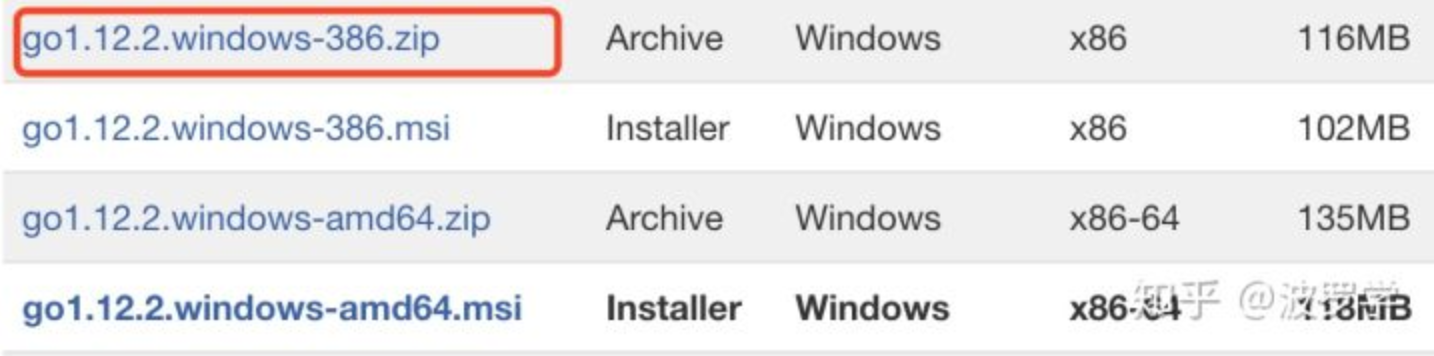 go1.12.2.windows-386.zip Archive Windows x86 116MB
go1.12.2.windows-386.msi Installer Windows x86 102MB
go1.12.2.windows-amd64.zip Archive Windows x86-64 135MB
go1.12.2.windows-amd64.msi Installer Windows x86-64 118MB
知乎 @波罗学